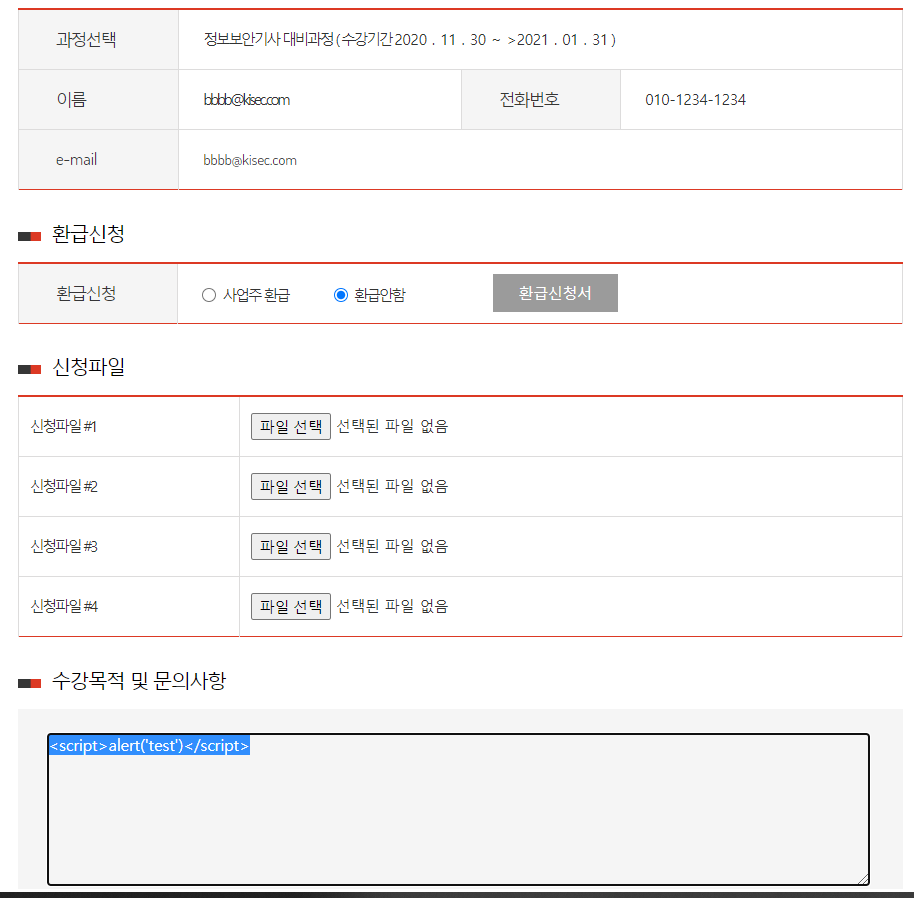 과정선택 정보보안기사 대비과정 ( 수강기간 2020 . 11 . 30 ~ >2021 . 01 . 31 )
이름 bbbb@kisec.com 전화번호 010-1234-1234
e-mail bbbb@kisec.com
환급신청
환급신청 사업주 환급 환급안함 환급신청서
신청파일
신청파일 #1 파일 선택 선택된 파일 없음
신청파일 #2 파일 선택 선택된 파일 없음
신청파일 #3 파일 선택 선택된 파일 없음
신청파일 #4 파일 선택 선택된 파일 없음
수강목적 및 문의사항
<script>alert('test')</script>